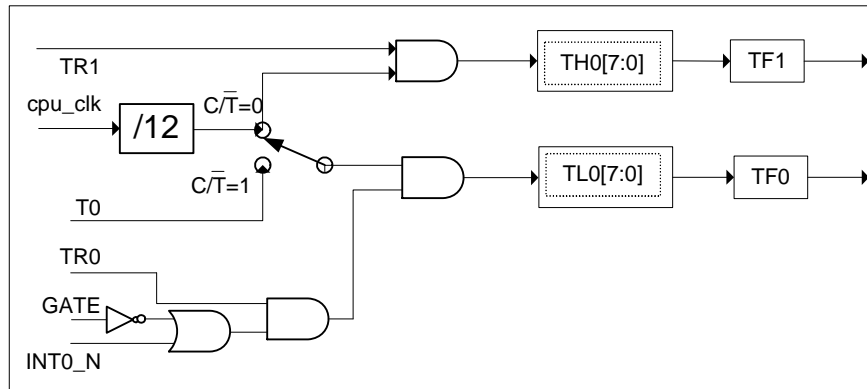 TR1
TH0[7:0]
TF1
cpu_clk
C/T̅=0
/12
C/T̅=1
TL0[7:0]
TF0
T0
TR0
GATE
INT0_N